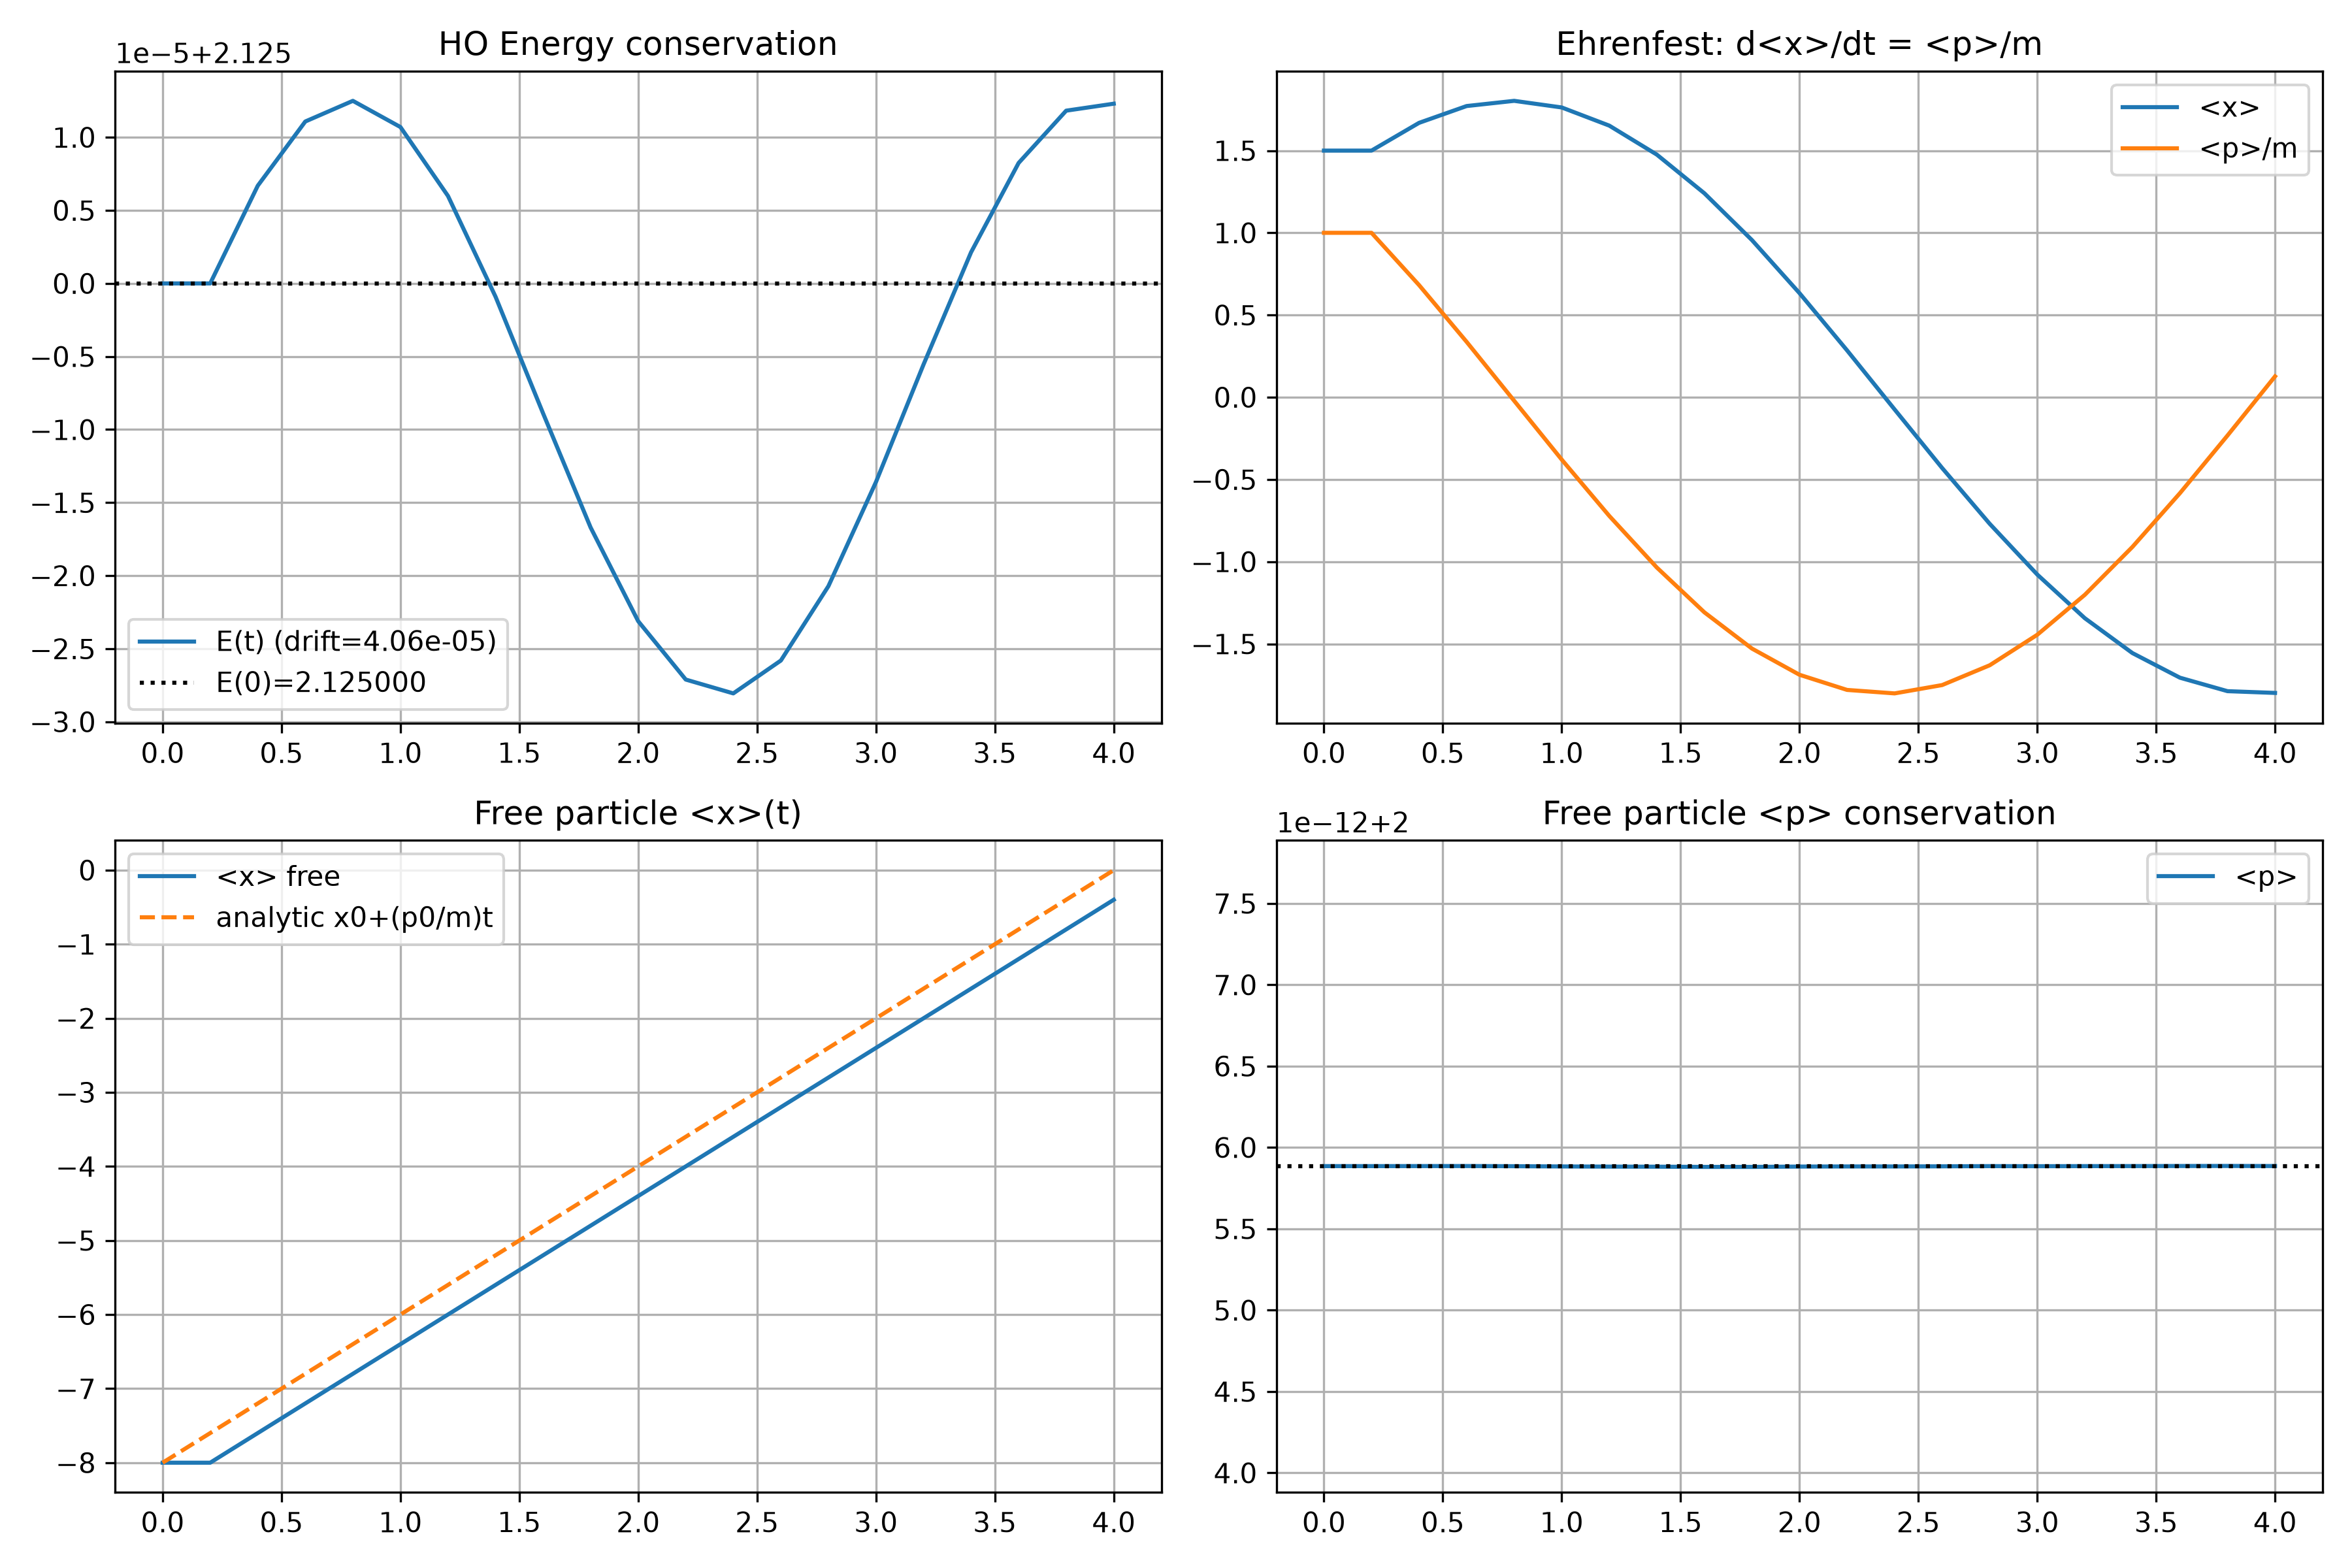 HO Energy conservation
1e−5+2.125
1.0
0.5
0.0
−0.5
−1.0
−1.5
−2.0
−2.5
−3.0
E(t) (drift=4.06e-05)
E(0)=2.125000
0.0 0.5 1.0 1.5 2.0 2.5 3.0 3.5 4.0
Ehrenfest: d<x>/dt = <p>/m
<x>
<p>/m
1.5
1.0
0.5
0.0
−0.5
−1.0
−1.5
0.0 0.5 1.0 1.5 2.0 2.5 3.0 3.5 4.0
Free particle <x>(t)
<x> free
analytic x0+(p0/m)t
0
−1
−2
−3
−4
−5
−6
−7
−8
0.0 0.5 1.0 1.5 2.0 2.5 3.0 3.5 4.0
Free particle <p> conservation
1e−12+2
<p>
7.5
7.0
6.5
6.0
5.5
5.0
4.5
4.0
0.0 0.5 1.0 1.5 2.0 2.5 3.0 3.5 4.0